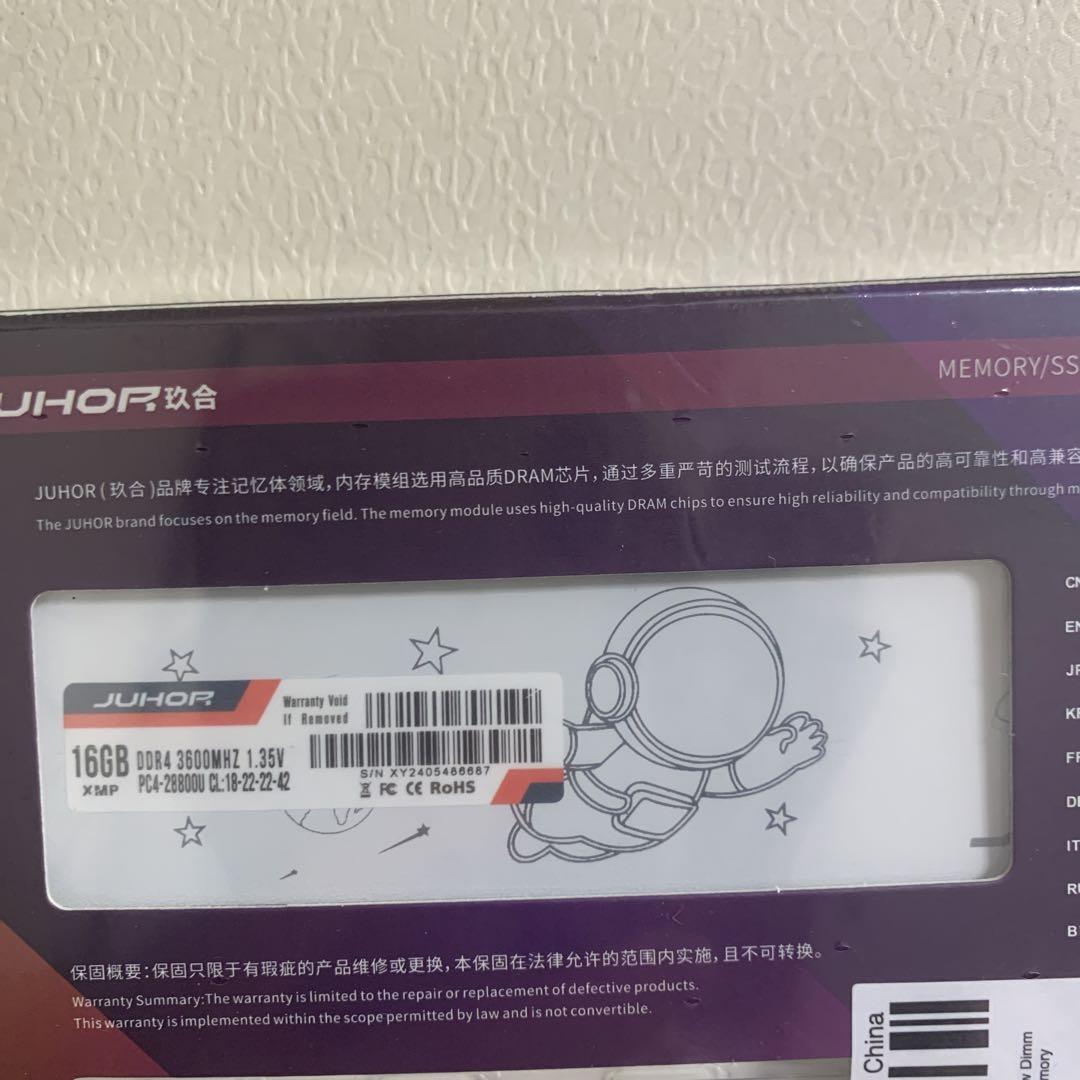 JUHOR 玖合
MEMORY/SS
JUHOR ( 玖合 )品牌专注记忆体领域，内存模组选用高品质DRAM芯片，通过多重严苛的测试流程，以确保产品的高可靠性和高兼容
The JUHOR brand focuses on the memory field. The memory module uses high-quality DRAM chips to ensure high reliability and compatibility through m
CN
EN
JP
KR
FR
DE
IT
RU
JUHOR
Warranty Void
If Removed
16GB DDR4 3600MHZ 1.35V
XMP PC4-28800U CL:18-22-22-42
S/N XY2405486687
FC CE RoHS
保固概要：保固只限于有瑕疵的产品维修或更换，本保固在法律允许的范围内实施，且不可转换。
Warranty Summary:The warranty is limited to the repair or replacement of defective products.
This warranty is implemented within the scope permitted by law and is not convertible.
China
Dimm